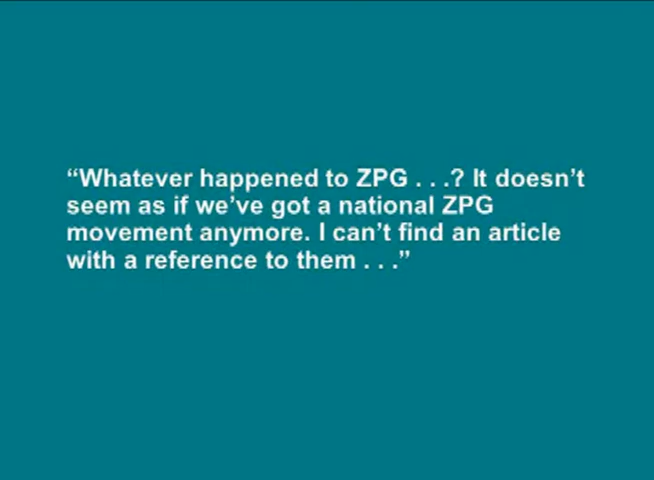 “Whatever happened to ZPG . . .? It doesn’t
seem as if we’ve got a national ZPG
movement anymore. I can’t find an article
with a reference to them . . .”